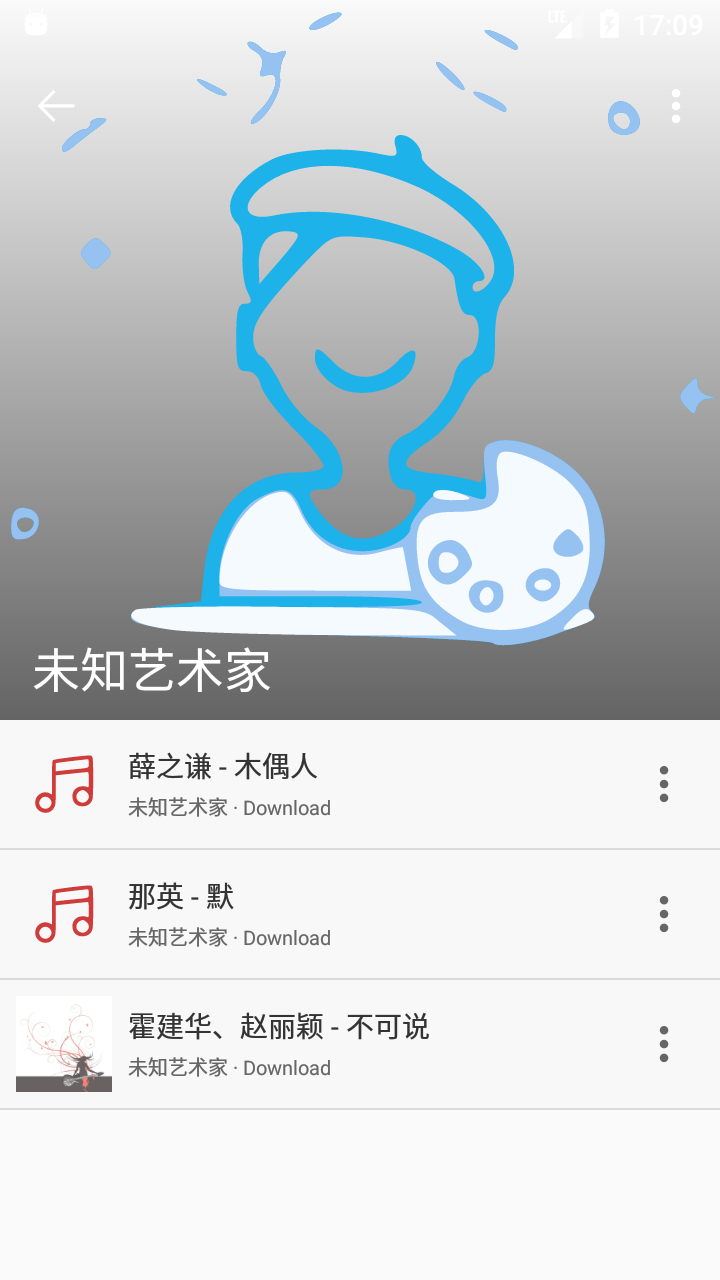 LTE 17:09
未知艺术家
薛之谦 - 木偶人
未知艺术家 · Download
那英 - 默
未知艺术家 · Download
霍建华、赵丽颖 - 不可说
未知艺术家 · Download